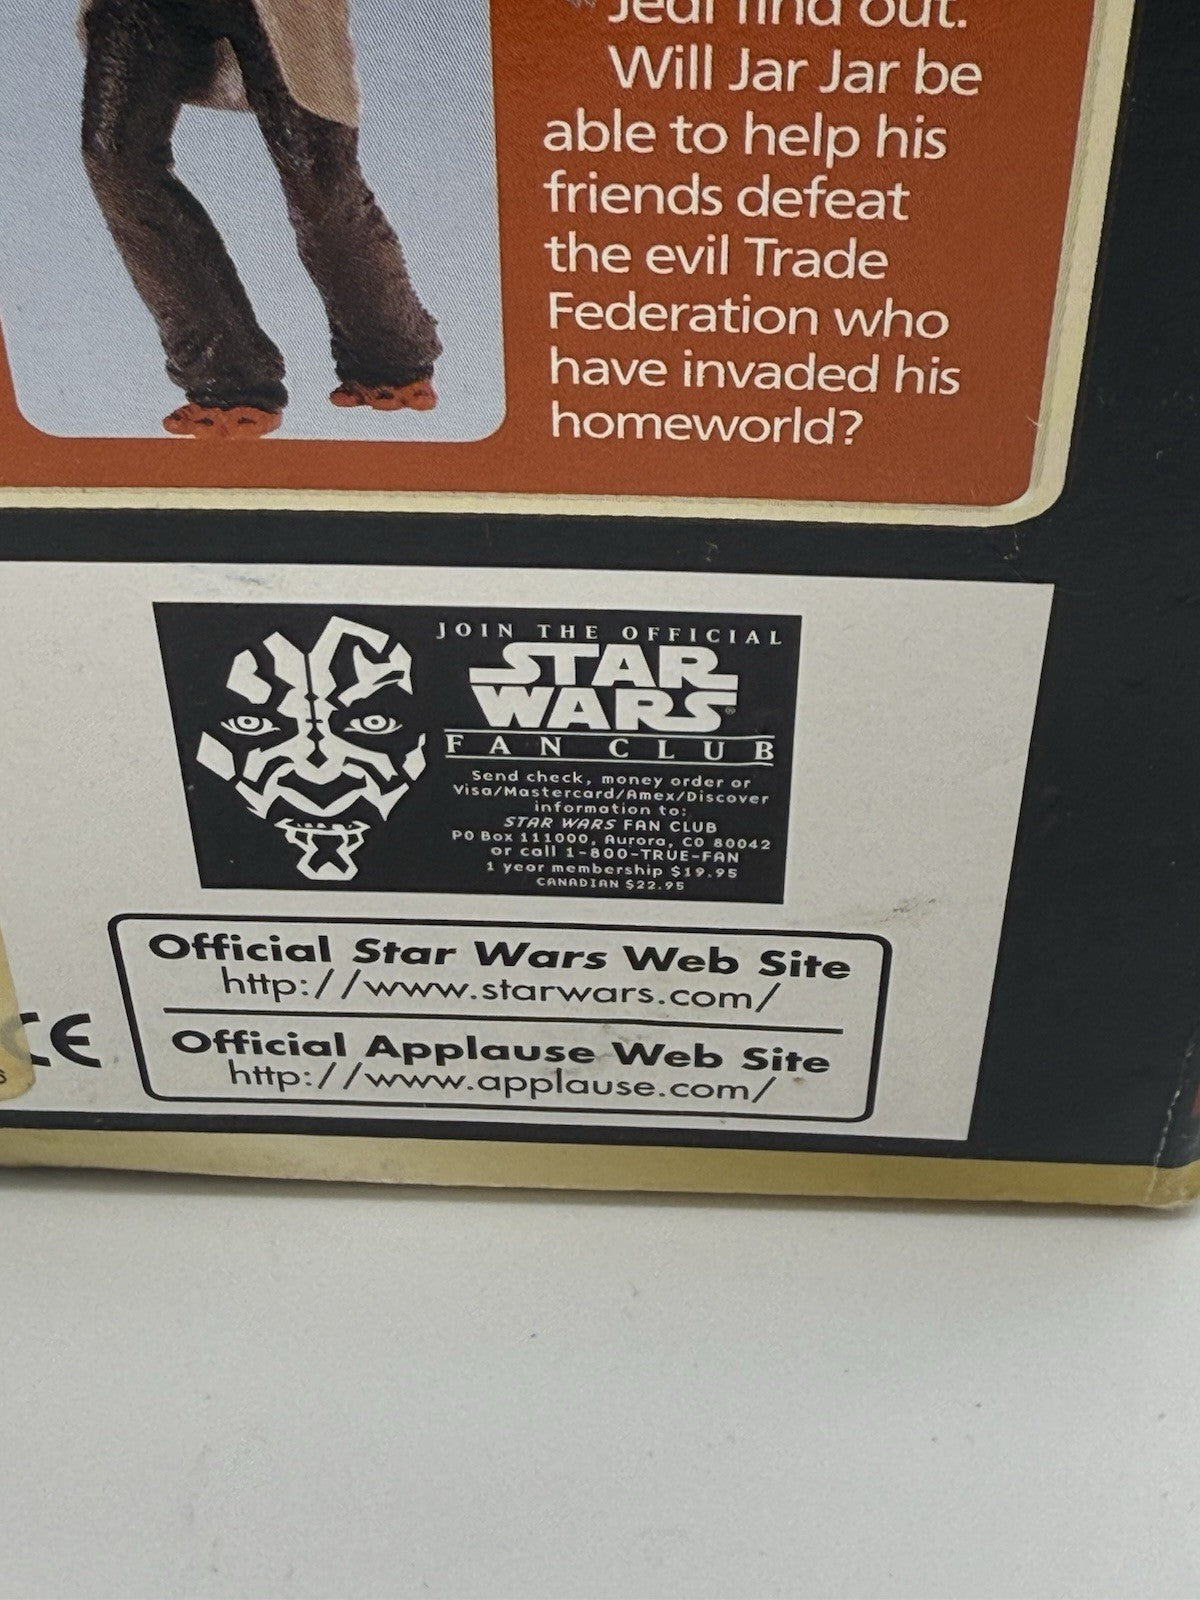 Jedi find out.
Will Jar Jar be
able to help his
friends defeat
the evil Trade
Federation who
have invaded his
homeworld?
JOIN THE OFFICIAL
STAR
WARS®
FAN CLUB
Send check, money order or
Visa/Mastercard/Amex/Discover
information to:
STAR WARS FAN CLUB
PO Box 111000, Aurora, CO 80042
or call 1-800-TRUE-FAN
1 year membership $19.95
CANADIAN $22.95
Official Star Wars Web Site
http://www.starwars.com/
Official Applause Web Site
http://www.applause.com/
CE